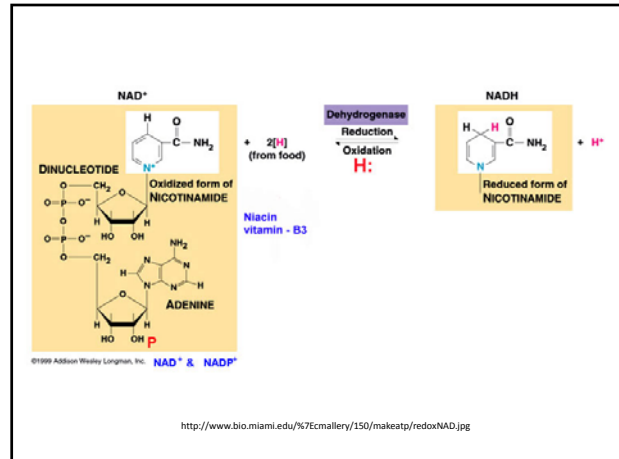 NAD⁺
H
O
C
NH₂
N⁺
+ 2[H]
(from food)
Dehydrogenase
Reduction
Oxidation
H:
NADH
H H O
C
NH₂
N
+ H⁺
DINUCLEOTIDE
Oxidized form of
NICOTINAMIDE
Reduced form of
NICOTINAMIDE
Niacin
vitamin - B3
O CH₂
O P O⁻
O
O P O⁻
O
H H
HO OH
CH₂
O
NH₂
N N
H H
N N
ADENINE
H H
HO OH P
©1999 Addison Wesley Longman, Inc.
NAD⁺ & NADP⁺
http://www.bio.miami.edu/%7Ecmallery/150/makeatp/redoxNAD.jpg